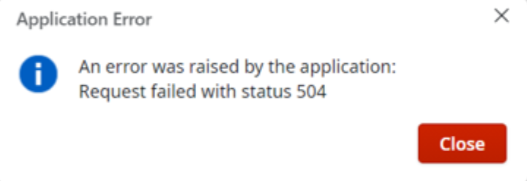 Application Error
An error was raised by the application:
Request failed with status 504
Close